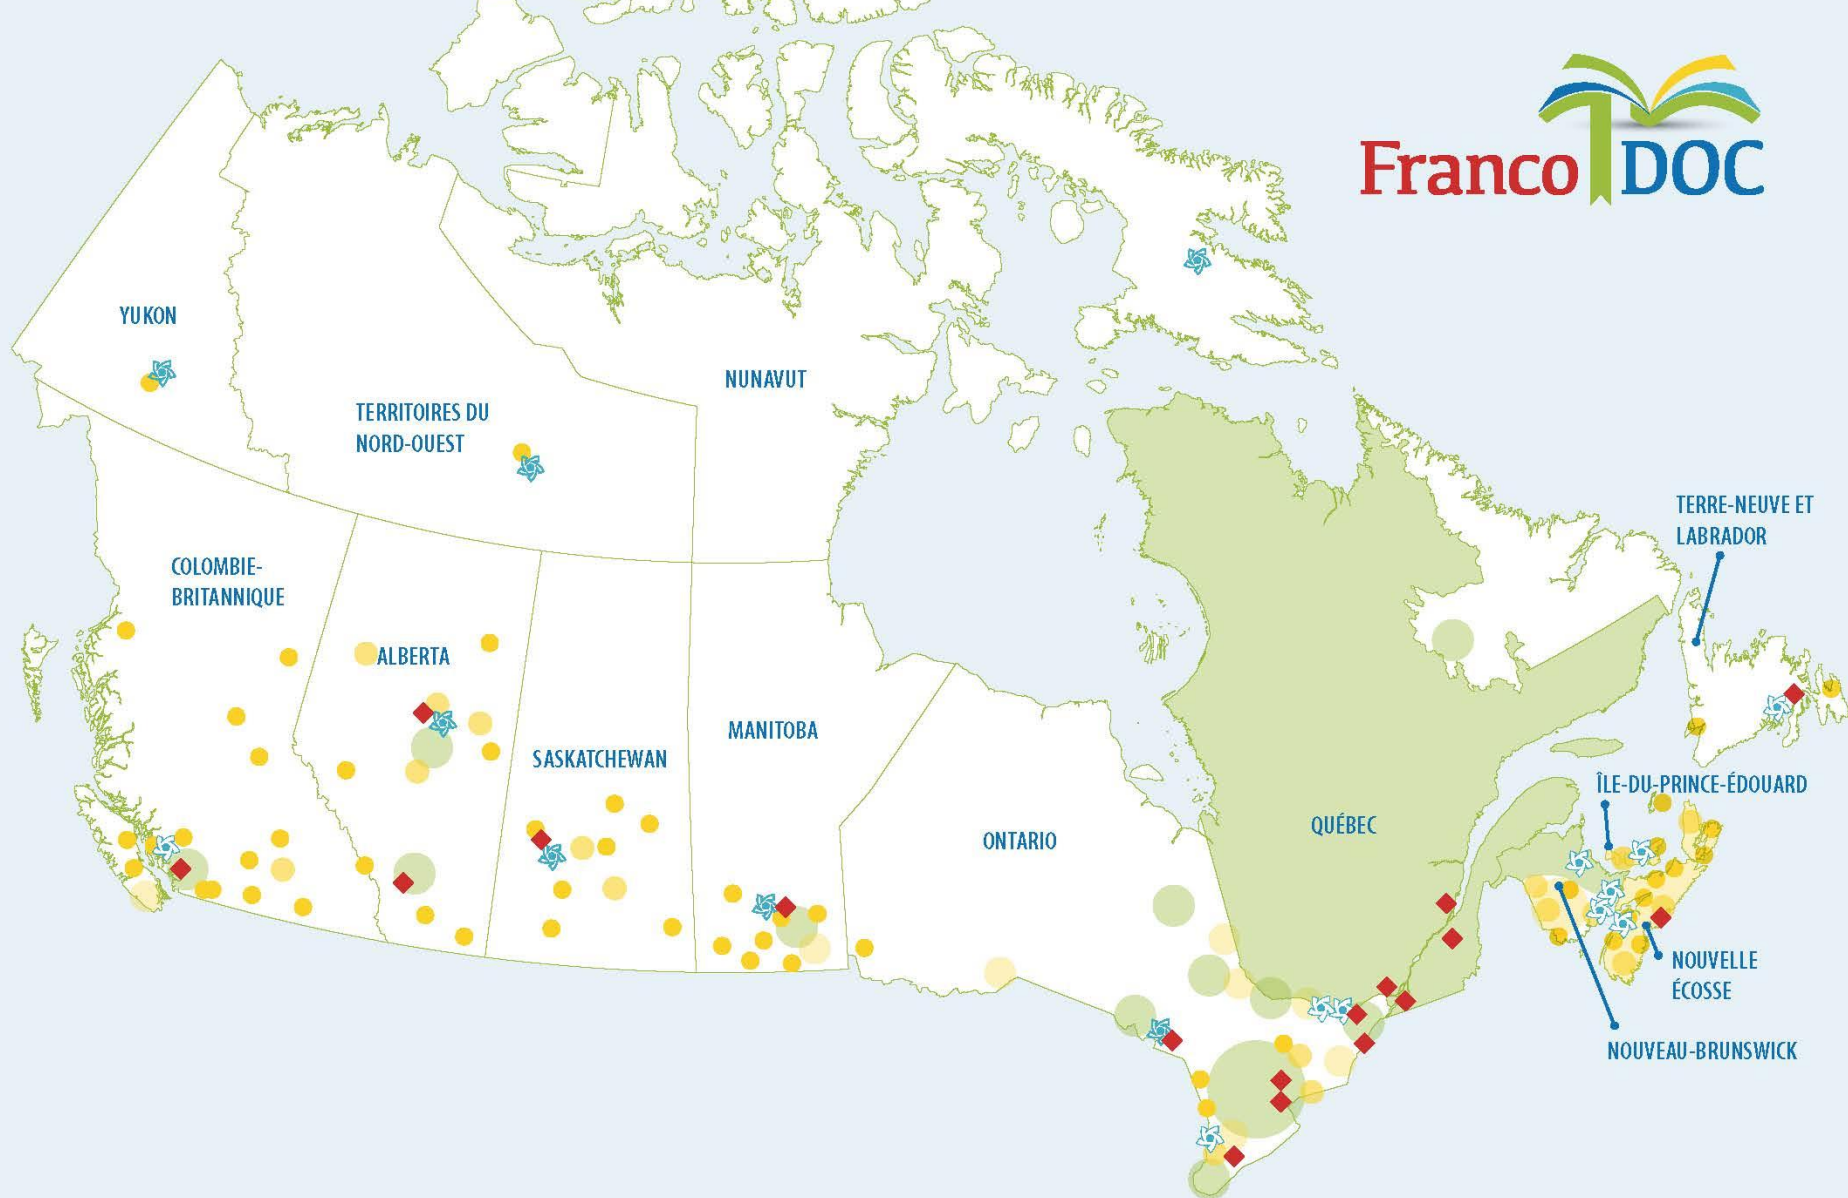 Franco DOC
YUKON
TERRITOIRES DU
NORD-OUEST
NUNAVUT
TERRE-NEUVE ET
LABRADOR
COLOMBIE-
BRITANNIQUE
ALBERTA
SASKATCHEWAN
MANITOBA
ONTARIO
QUÉBEC
ÎLE-DU-PRINCE-ÉDOUARD
NOUVELLE
ÉCOSSE
NOUVEAU-BRUNSWICK